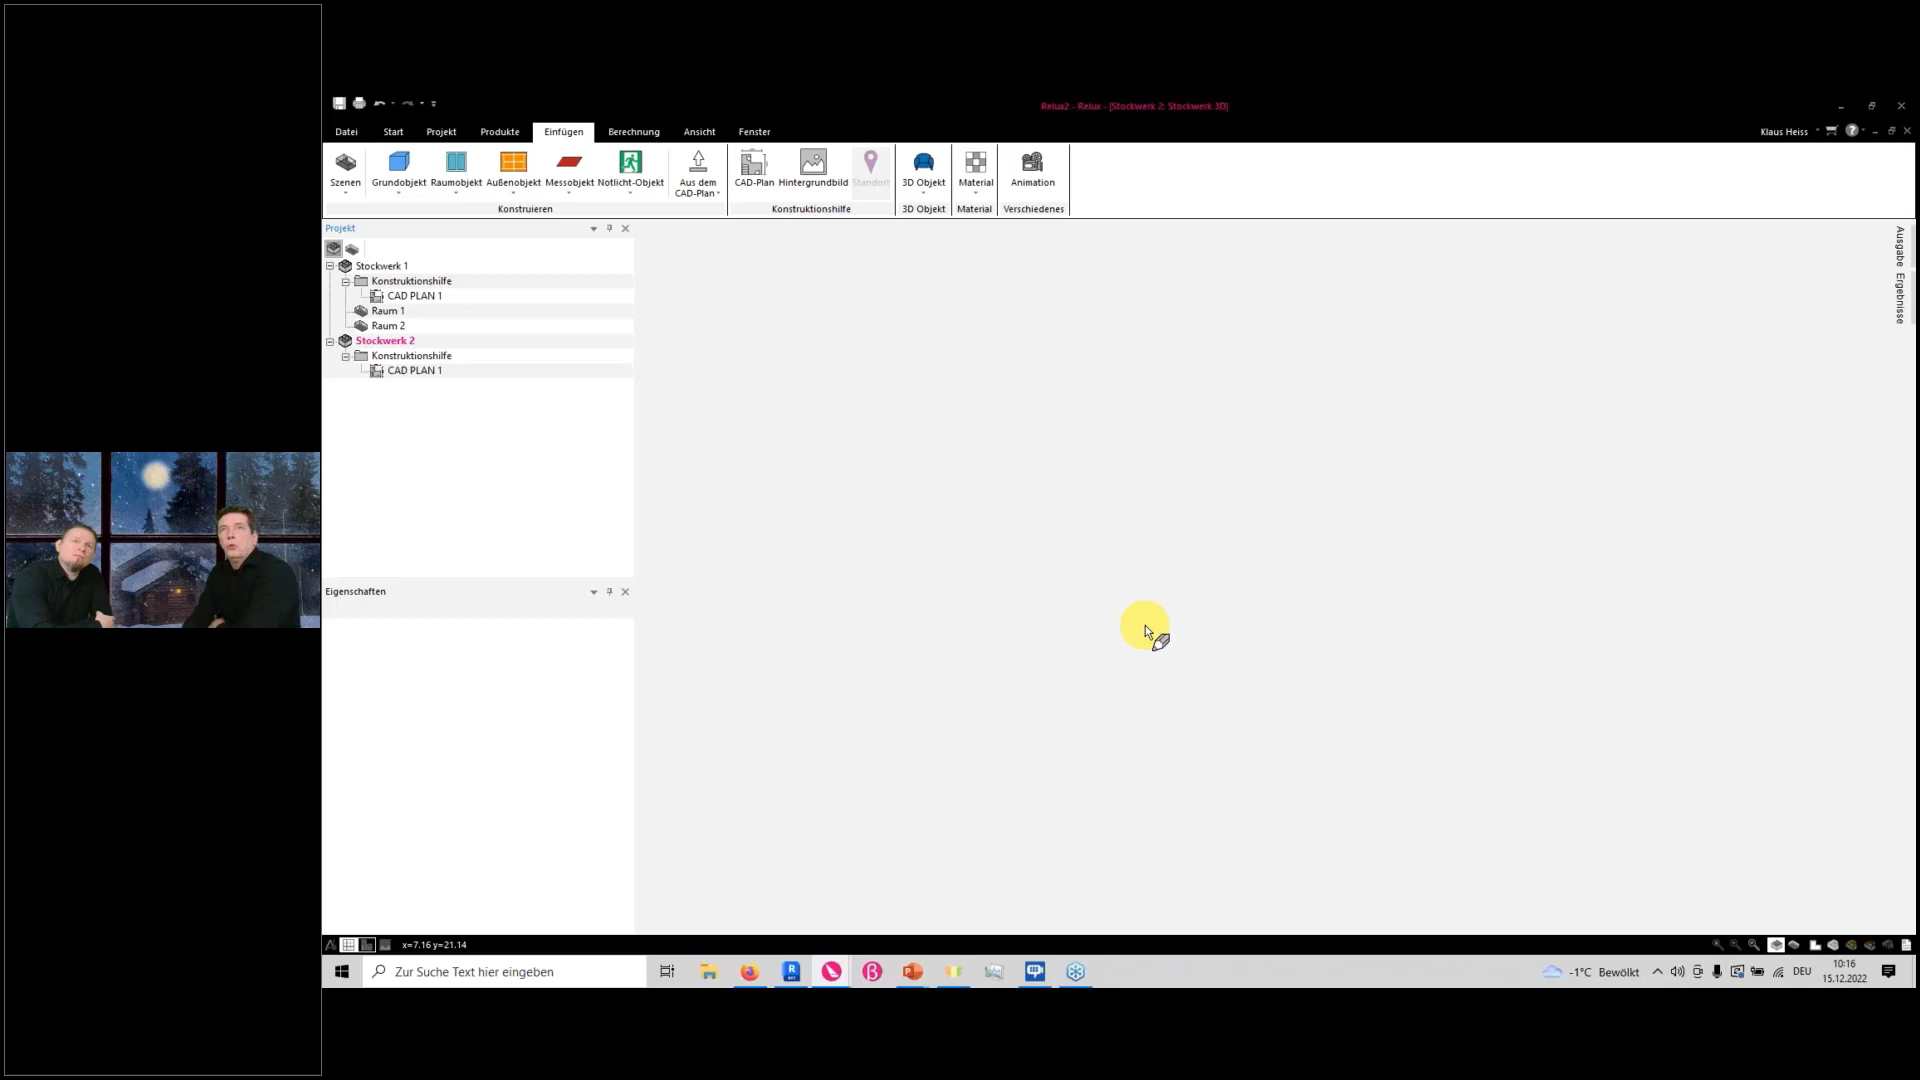 Relux2 - Relux - [Stockwerk 2; Stockwerk 3D]
Datei Start Projekt Produkte Einfügen Berechnung Ansicht Fenster
Klaus Heiss
Szenen Grundobjekt Raumobjekt Außenobjekt Messobjekt Notlicht-Objekt Aus dem CAD-Plan CAD-Plan Hintergrundbild Standort 3D Objekt Material Animation
Konstruieren Konstruktionshilfe 3D Objekt Material Verschiedenes
Projekt
Stockwerk 1
Konstruktionshilfe
CAD PLAN 1
Raum 1
Raum 2
Stockwerk 2
Konstruktionshilfe
CAD PLAN 1
Ausgabe
Ergebnisse
Eigenschaften
x=7.16 y=21.14
Zur Suche Text hier eingeben
-1°C Bewölkt
DEU
10:16
15.12.2022